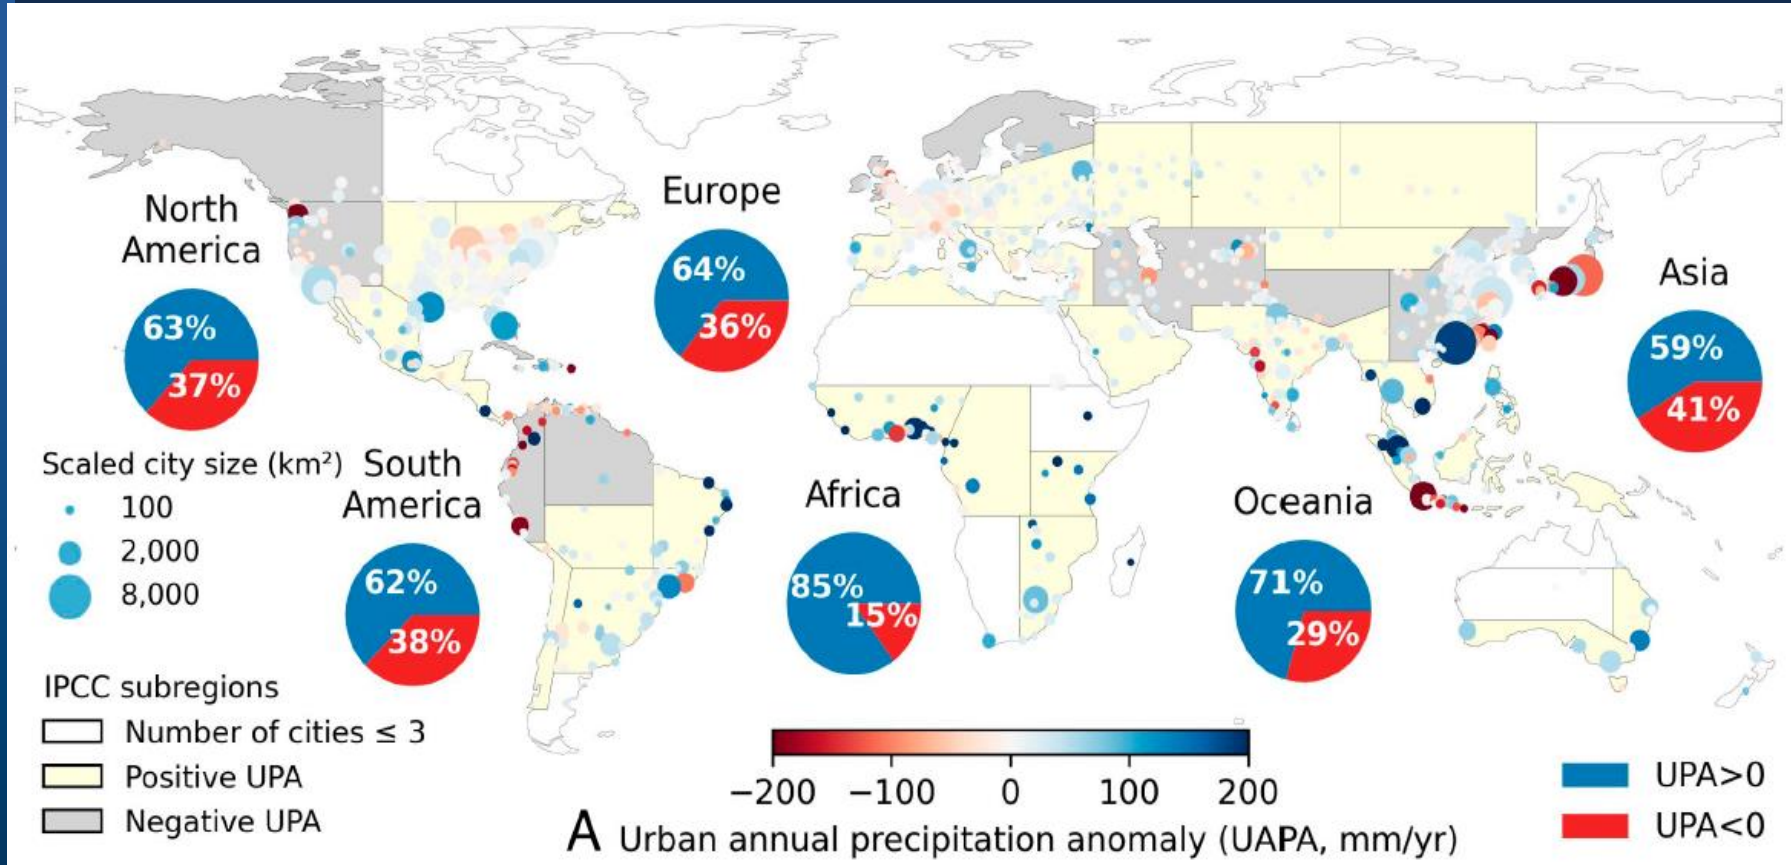 North
America
63%
37%
Europe
64%
36%
Asia
59%
41%
Scaled city size (km²)
100
2,000
8,000
South
America
62%
38%
Africa
85%
15%
Oceania
71%
29%
IPCC subregions
Number of cities ≤ 3
Positive UPA
Negative UPA
−200 −100 0 100 200
A Urban annual precipitation anomaly (UAPA, mm/yr)
UPA>0
UPA<0